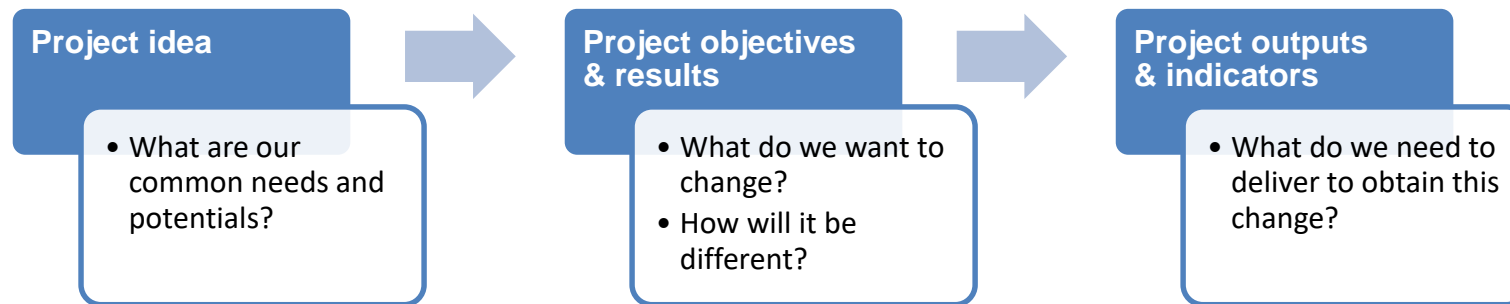 Project idea
• What are our
common needs and
potentials?
Project objectives
& results
• What do we want to
change?
• How will it be
different?
Project outputs
& indicators
• What do we need to
deliver to obtain this
change?